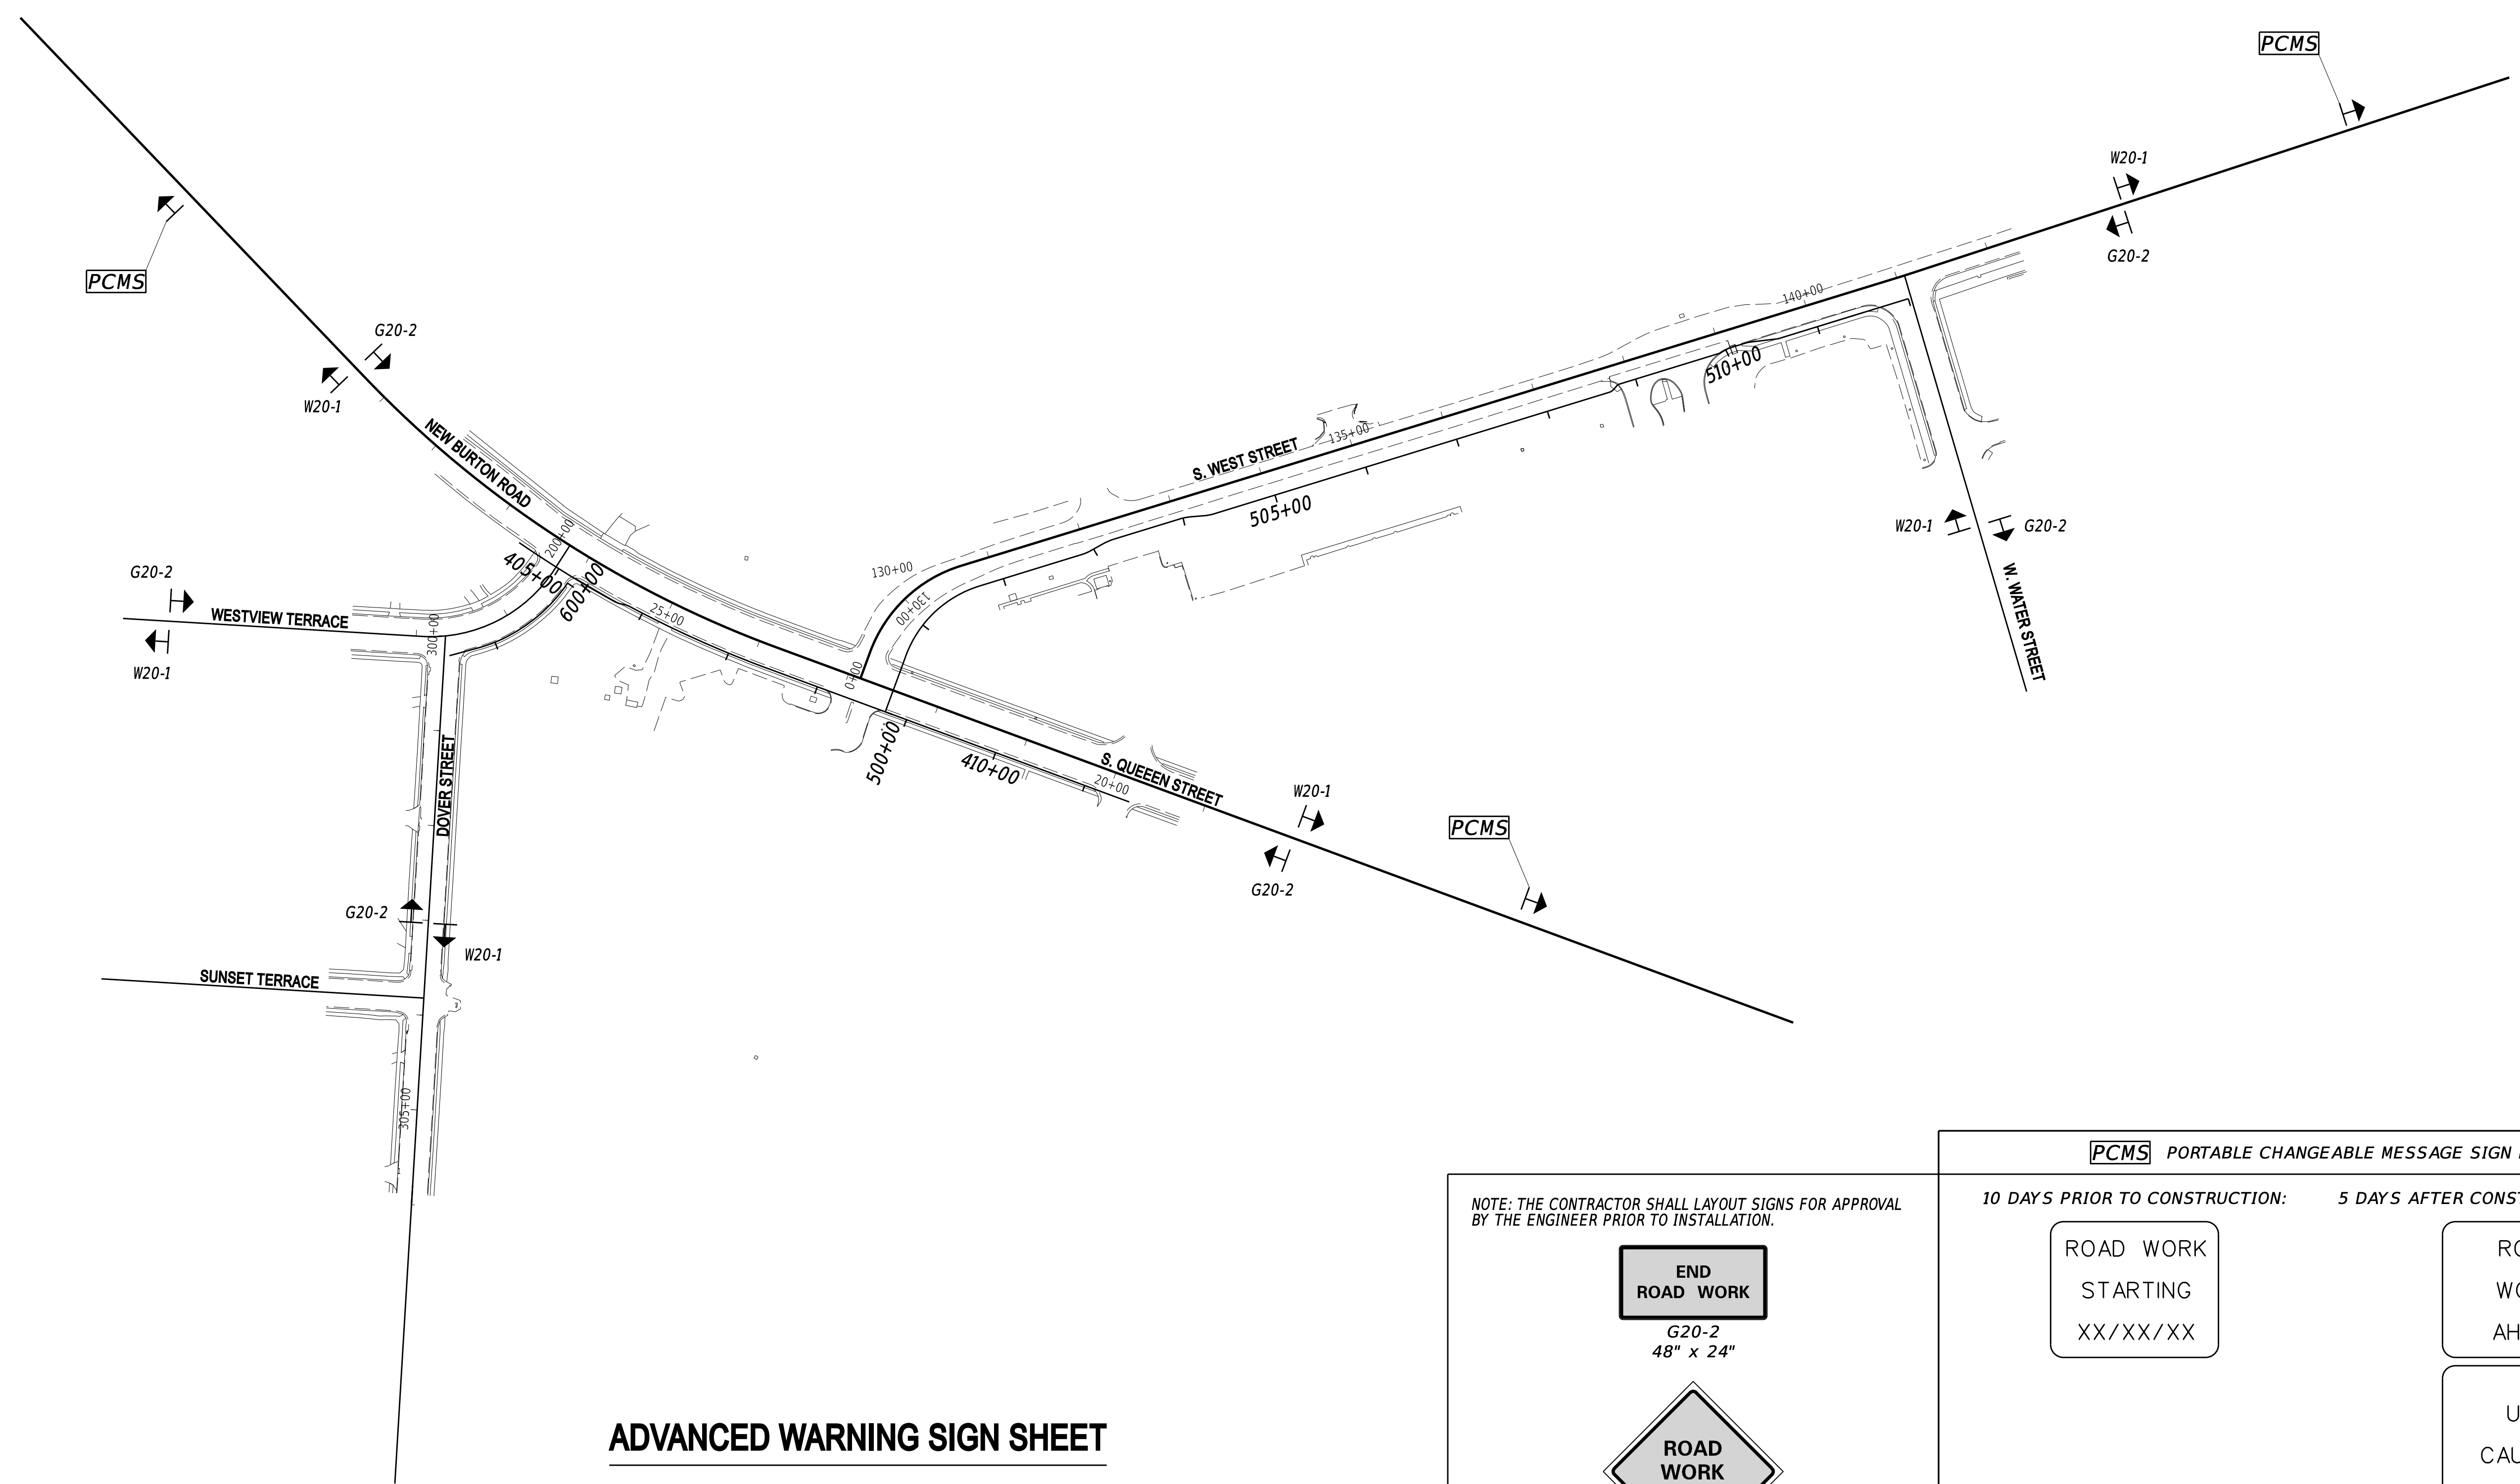 PCMS
W20-1
G20-2
PCMS
G20-2
W20-1
NEW BURTON ROAD
140+00
510+00
S. WEST STREET
135+00
505+00
W20-1
G20-2
W. WATER STREET
200+00
405+00
600+00
130+00
130+00
G20-2
WESTVIEW TERRACE
W20-1
300+00
25+00
0+00
500+00
410+00
S. QUEEEN STREET
20+00
DOVER STREET
W20-1
G20-2
PCMS
G20-2
W20-1
SUNSET TERRACE
305+00
PCMS PORTABLE CHANGEABLE MESSAGE SIGN
NOTE: THE CONTRACTOR SHALL LAYOUT SIGNS FOR APPROVAL
BY THE ENGINEER PRIOR TO INSTALLATION.
END
ROAD WORK
G20-2
48" x 24"
ROAD
WORK
10 DAYS PRIOR TO CONSTRUCTION:
ROAD WORK
STARTING
XX/XX/XX
5 DAYS AFTER
ADVANCED WARNING SIGN SHEET